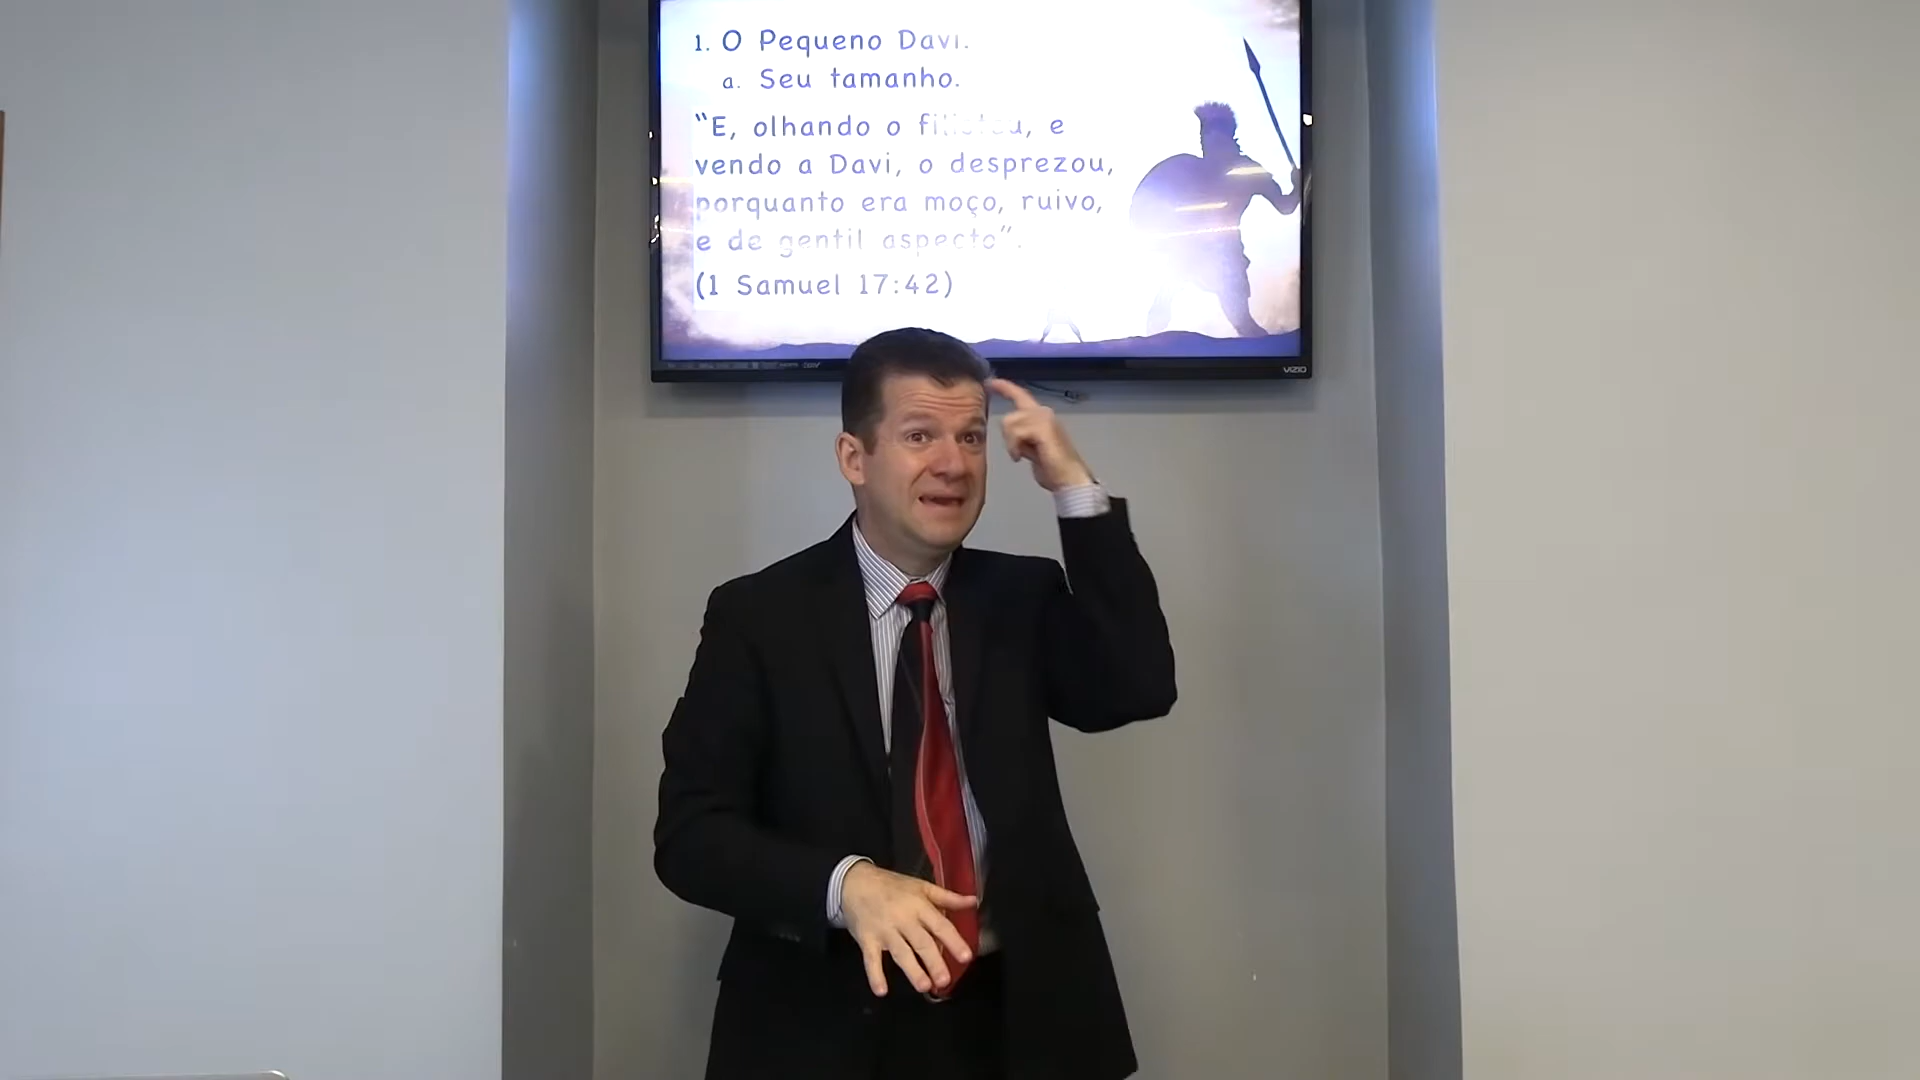 1. O Pequeno Davi.
a. Seu tamanho.
"E, olhando o filisteu, e
vendo a Davi, o desprezou,
porquanto era moço, ruivo,
e de gentil aspecto".
(1 Samuel 17:42)
VIZIO